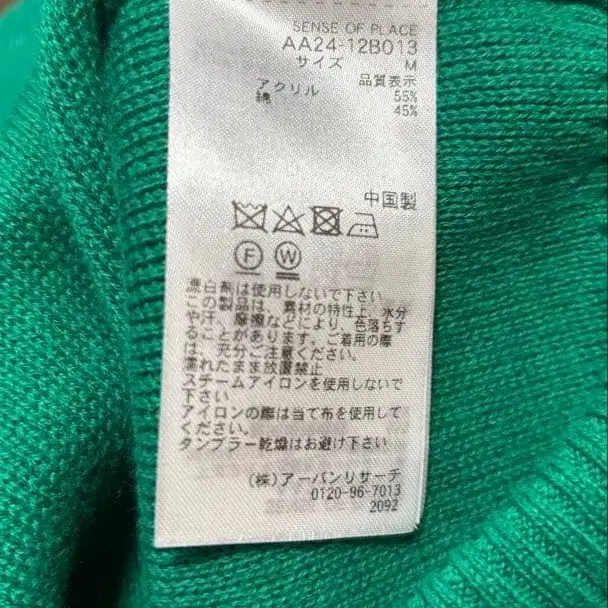 SENSE OF PLACE
AA24-12B013
サイズ M
品質表示
アクリル 55%
綿 45%
中国製
F W
漂白剤は使用しないで下さい
この製品は、素材の特性上、水分
や汗、摩擦などにより、色落ちす
ることがあります。ご着用の際
は、充分ご注意ください。
濡れたまま放置禁止
スチームアイロンを使用しないで
下さい
アイロンの際は当て布を使用して
ください。
タンブラー乾燥はお避け下さい
(株)アーバンリサーチ
0120-96-7013
2092